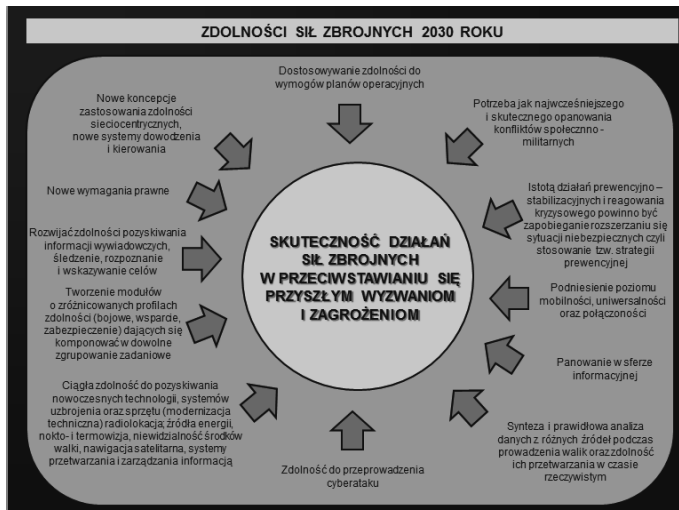 ZDOLNOŚCI SIŁ ZBROJNYCH 2030 ROKU
Dostosowywanie zdolności do
wymogów planów operacyjnych
Nowe koncepcje
zastosowania zdolności
sieciocentrycznych,
nowe systemy dowodzenia
i kierowania
Potrzeba jak najwcześniejszego
i skutecznego opanowania
konfliktów społecznno -
militarnych
Nowe wymagania prawne
Istotą działań prewencyjno –
stabilizacyjnych i reagowania
kryzysowego powinno być
zapobieganie rozszerzaniu się
sytuacji niebezpiecznych czyli
stosowanie tzw. strategii
prewencyjnej
Rozwijać zdolności pozyskiwania
informacji wywiadowczych,
śledzenie, rozpoznanie
i wskazywanie celów
SKUTECZNOŚĆ DZIAŁAŃ
SIŁ ZBROJNYCH
W PRZECIWSTAWIANIU SIĘ
PRZYSZŁYM WYZWANIOM
I ZAGROŻENIOM
Podniesienie poziomu
mobilności, uniwersalności
oraz połączoności
Tworzenie modułów
o zróżnicowanych profilach
zdolności (bojowe, wsparcie,
zabezpieczenie) dających się
komponować w dowolne
zgrupowanie zadaniowe
Panowanie w sferze
informacyjnej
Ciągła zdolność do pozyskiwania
nowoczesnych technologii, systemów
uzbrojenia oraz sprzętu (modernizacja
techniczna) radiolokacja; źródła energii,
nokto- i termowizja, niewidzialność środków
walki, nawigacja satelitarna, systemy
przetwarzania i zarządzania informacją
Synteza i prawidłowa analiza
danych z różnych źródeł podczas
prowadzenia walik oraz zdolność
ich przetwarzania w czasie
rzeczywistym
Zdolność do przeprowadzenia
cyberataku